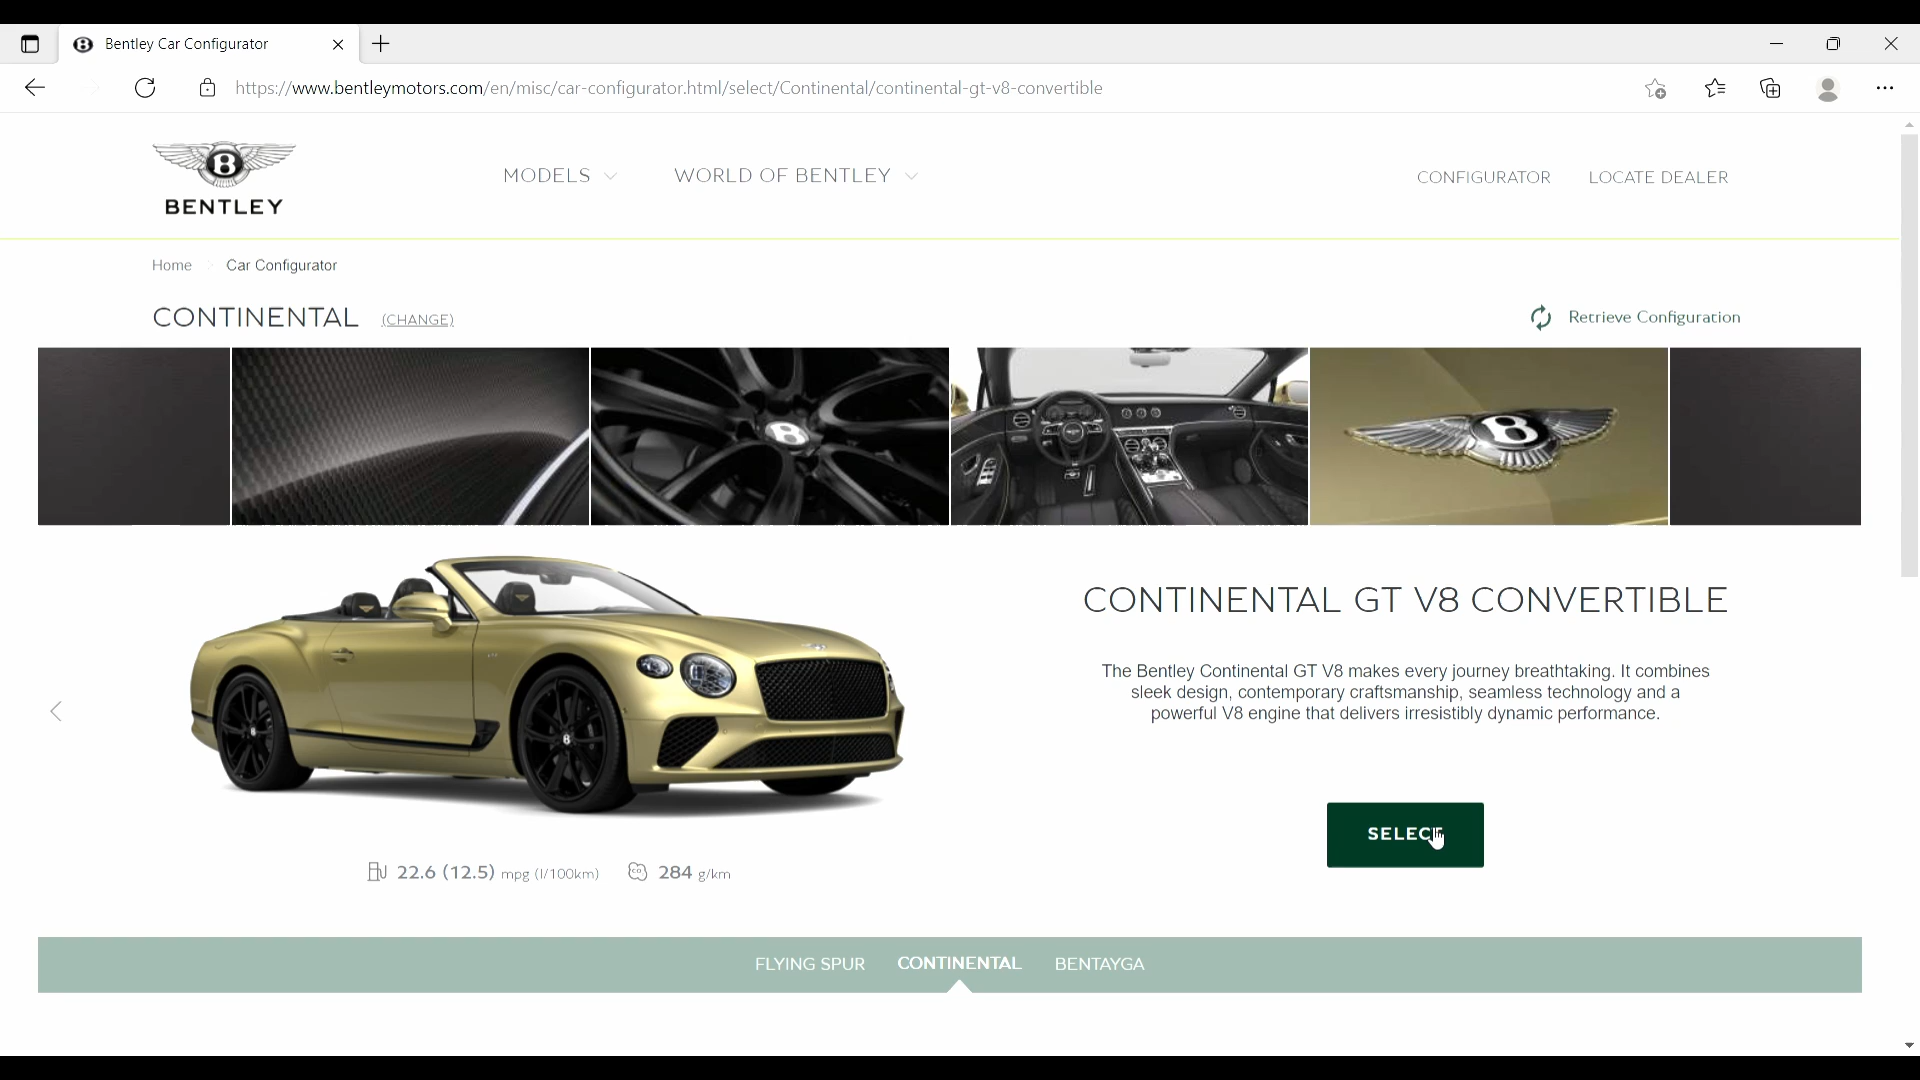 Bentley Car Configurator
https://www.bentleymotors.com/en/misc/car-configurator.html/select/Continental/continental-gt-v8-convertible
BENTLEY
MODELS
WORLD OF BENTLEY
CONFIGURATOR
LOCATE DEALER
Home
Car Configurator
CONTINENTAL (CHANGE)
Retrieve Configuration
CONTINENTAL GT V8 CONVERTIBLE
The Bentley Continental GT V8 makes every journey breathtaking. It combines
sleek design, contemporary craftsmanship, seamless technology and a
powerful V8 engine that delivers irresistibly dynamic performance.
SELECT
22.6 (12.5) mpg (l/100km) 284 g/km
FLYING SPUR CONTINENTAL BENTAYGA